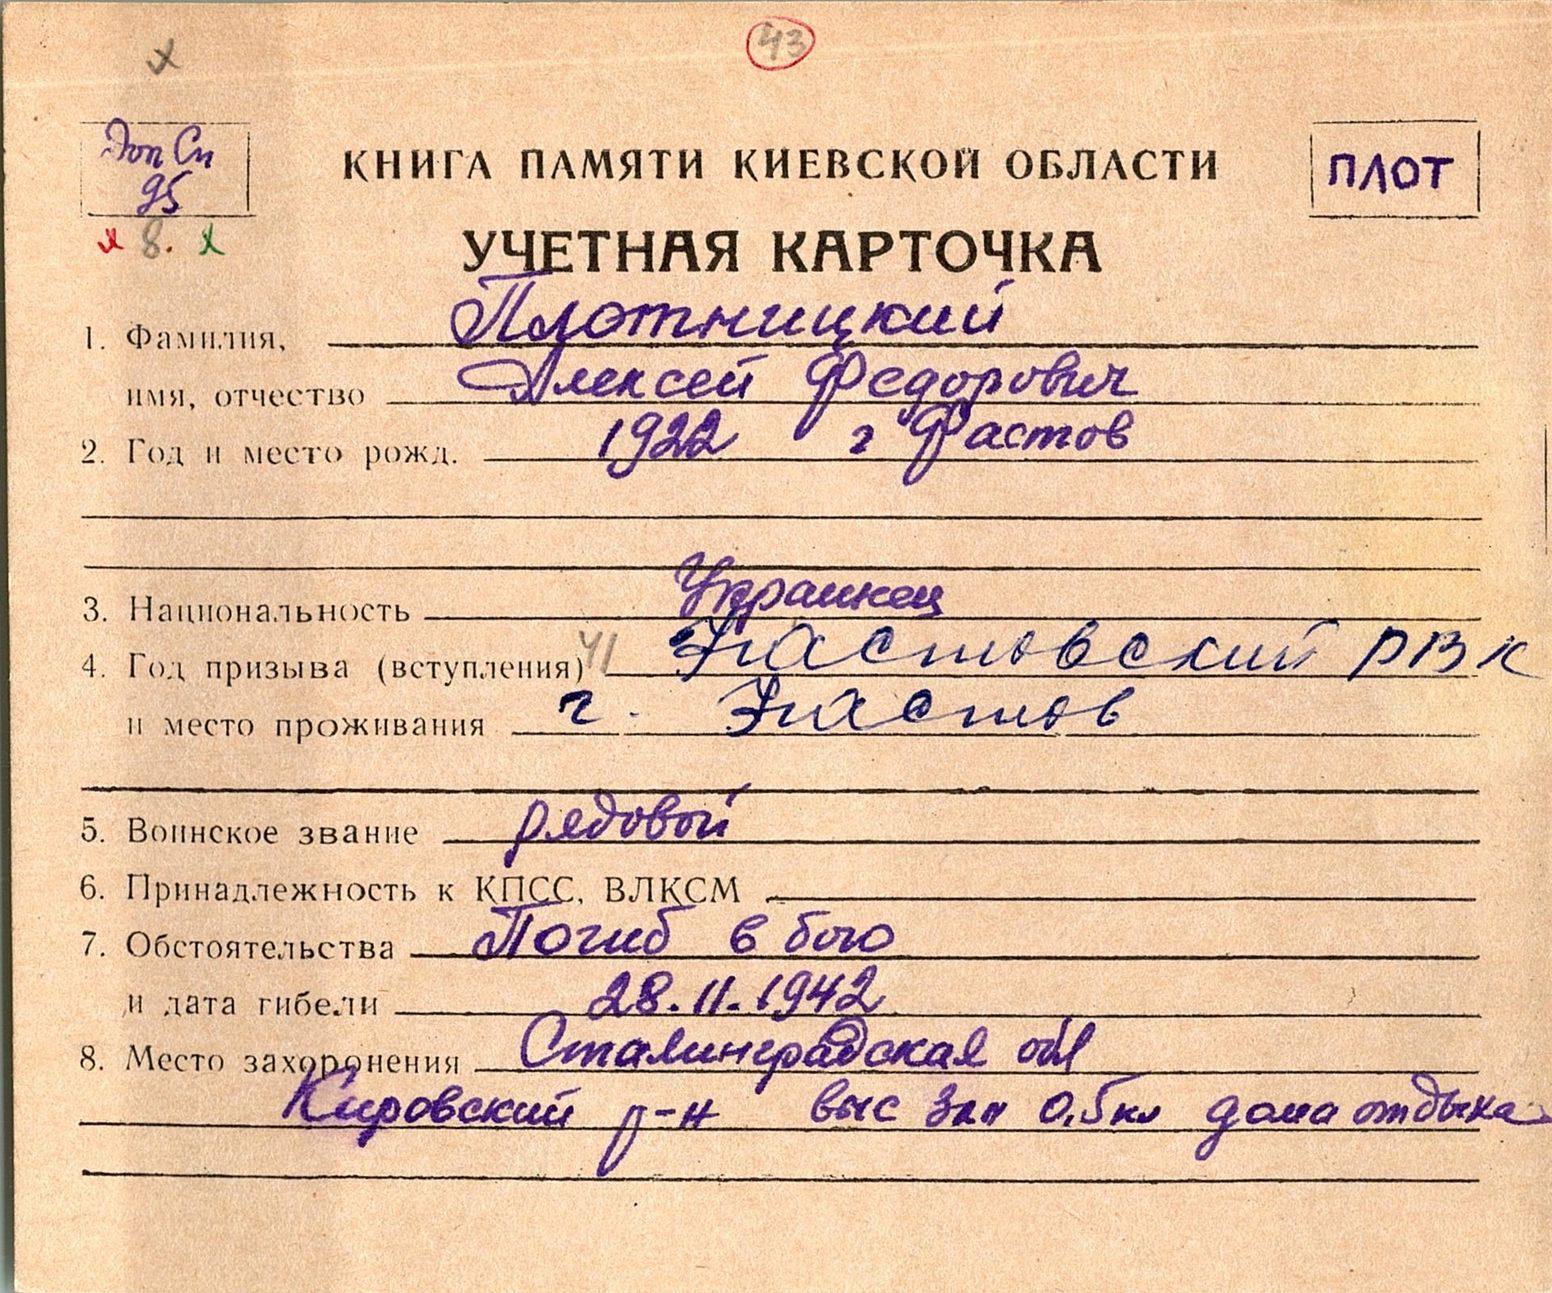 43
х
Доп Сп
95
х 8. х
КНИГА ПАМЯТИ КИЕВСКОЙ ОБЛАСТИ
ПЛОТ
УЧЕТНАЯ КАРТОЧКА
1. Фамилия, Плотницкий
имя, отчество Алексей Федорович
2. Год и место рожд. 1922 г Фастов
3. Национальность Украинец
4. Год призыва (вступления) 41 Фастовский РВК
и место проживания г. Фастов
5. Воинское звание рядовой
6. Принадлежность к КПСС, ВЛКСМ
7. Обстоятельства Погиб в бою
и дата гибели 28.11.1942
8. Место захоронения Сталинградская обл
Кировский р-н выс 0,5км дома отдыха